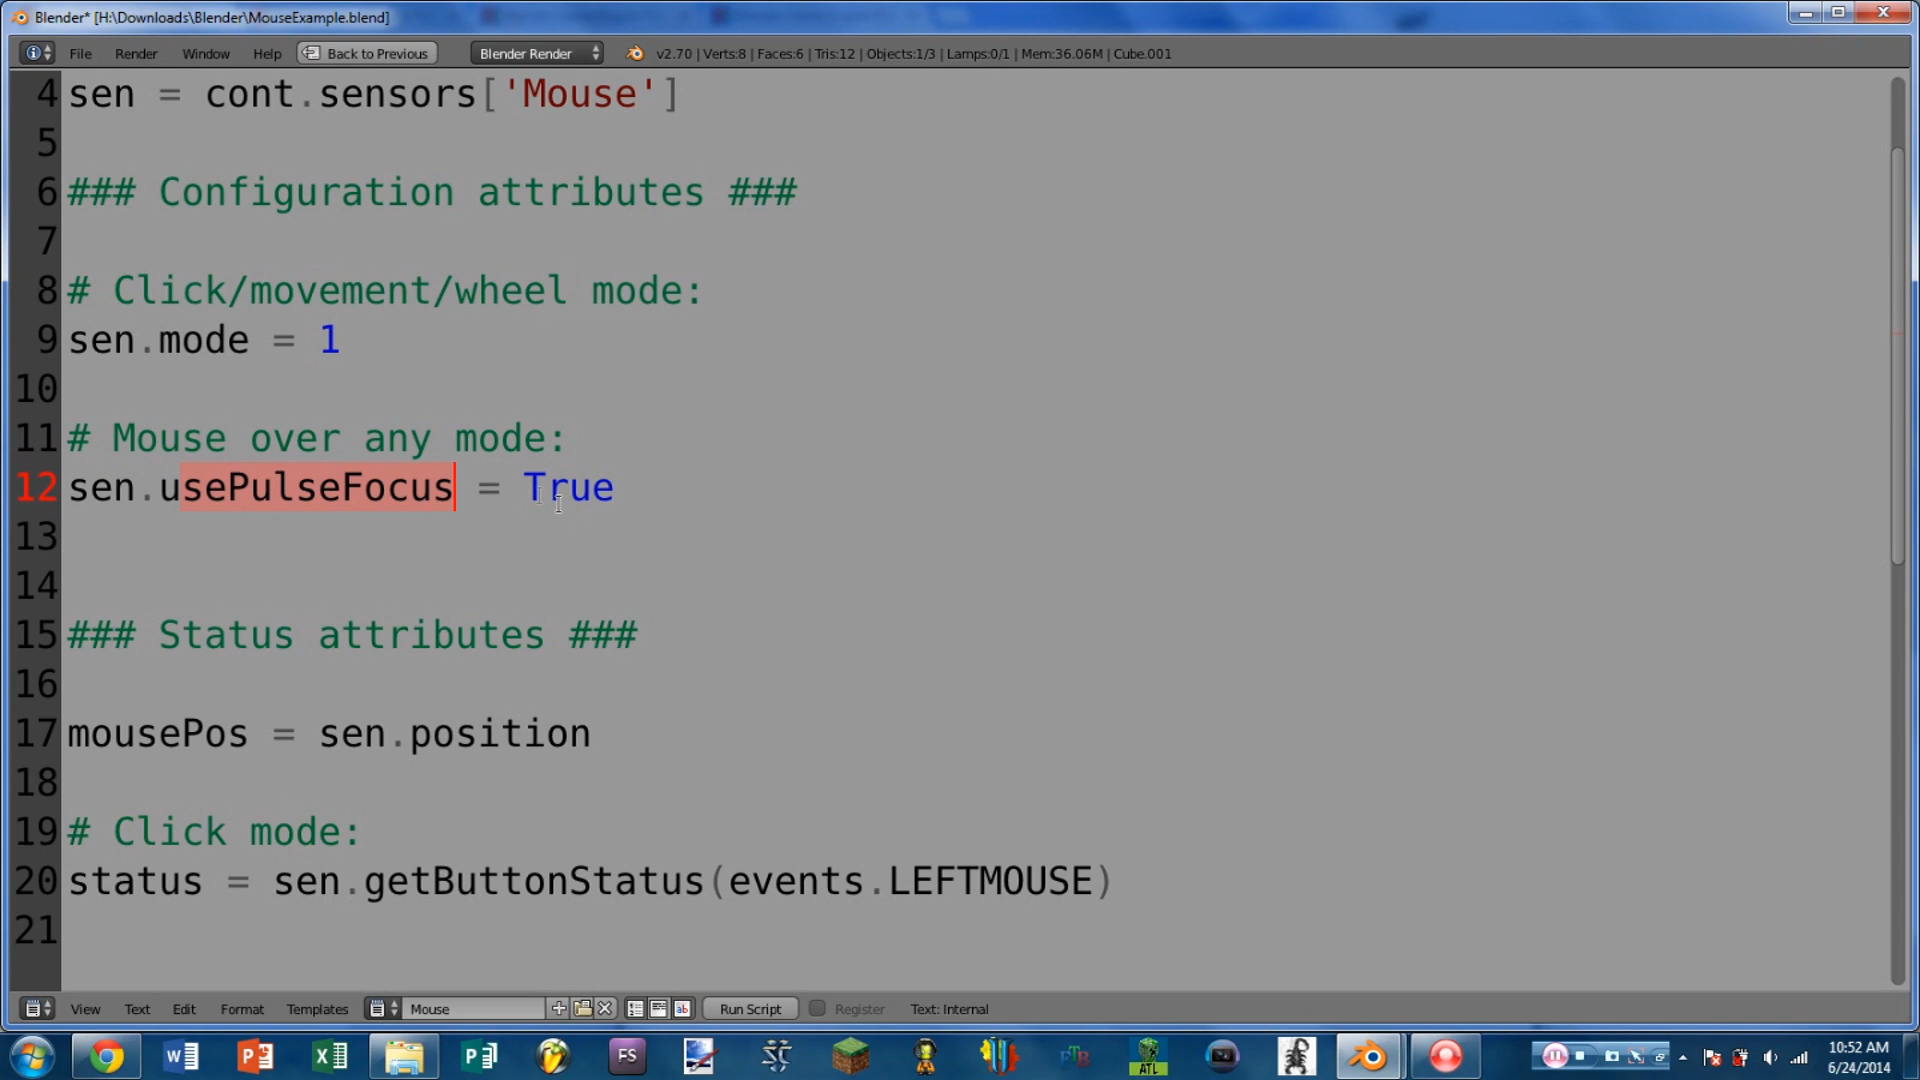 Blender* [H:\Downloads\Blender\MouseExample.blend]
File Render Window Help Back to Previous Blender Render v2.70 | Verts:8 | Faces:6 | Tris:12 | Objects:1/3 | Lamps:0/1 | Mem:36.06M | Cube.001
4 sen = cont.sensors['Mouse']
5
6 ### Configuration attributes ###
7
8 # Click/movement/wheel mode:
9 sen.mode = 1
10
11 # Mouse over any mode:
12 sen.usePulseFocus = True
13
14
15 ### Status attributes ###
16
17 mousePos = sen.position
18
19 # Click mode:
20 status = sen.getButtonStatus(events.LEFTMOUSE)
21
View Text Edit Format Templates Mouse Run Script Register Text: Internal
FS ATL 10:52 AM
6/24/2014